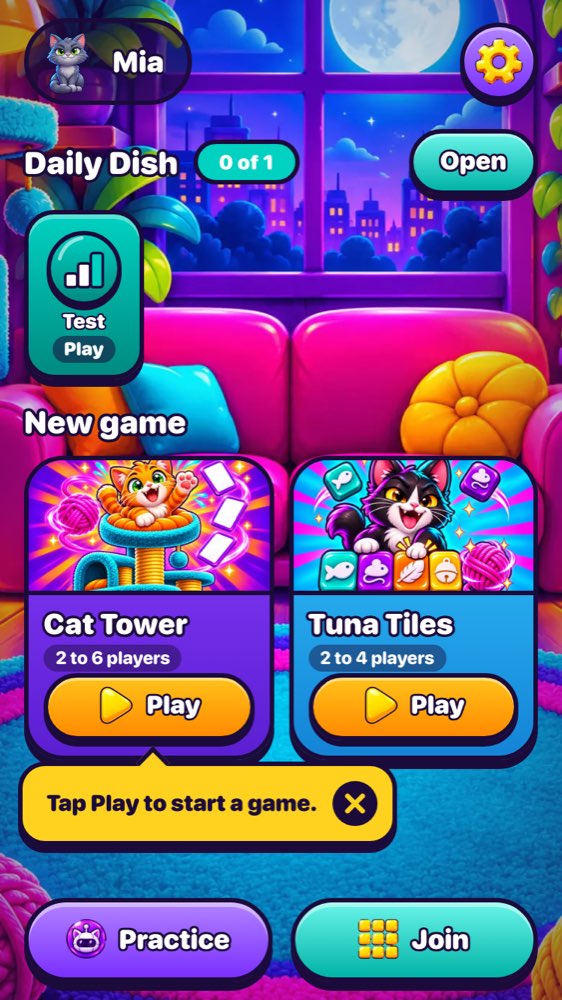 Mia
Daily Dish
0 of 1
Open
Test
Play
New game
Cat Tower
2 to 6 players
Play
Tuna Tiles
2 to 4 players
Play
Tap Play to start a game.
Practice
Join